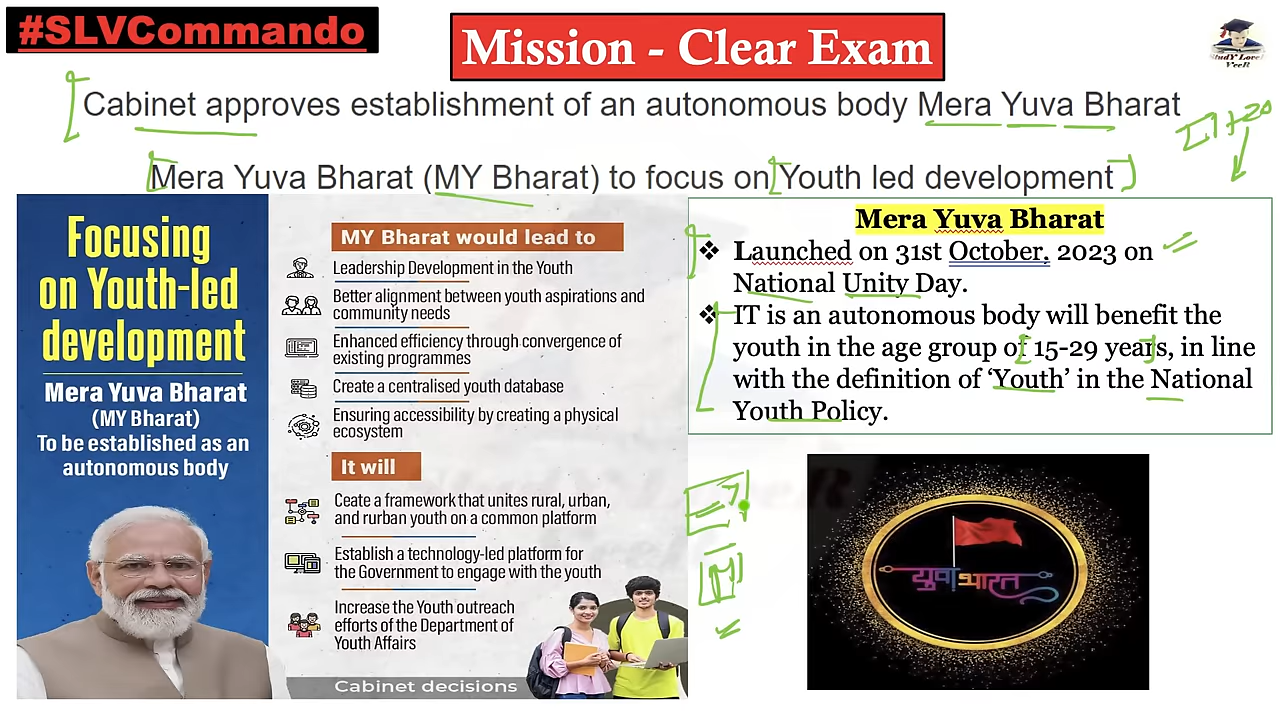 #SLVCommando
Mission - Clear Exam
StudY LoveR
VeeR
Cabinet approves establishment of an autonomous body Mera Yuva Bharat
Mera Yuva Bharat (MY Bharat) to focus on Youth led development
Focusing
on Youth-led
development
Mera Yuva Bharat
(MY Bharat)
To be established as an
autonomous body
MY Bharat would lead to
Leadership Development in the Youth
Better alignment between youth aspirations and
community needs
Enhanced efficiency through convergence of
existing programmes
Create a centralised youth database
Ensuring accessibility by creating a physical
ecosystem
It will
Ceate a framework that unites rural, urban,
and rurban youth on a common platform
Establish a technology-led platform for
the Government to engage with the youth
Increase the Youth outreach
efforts of the Department of
Youth Affairs
Cabinet decisions
Mera Yuva Bharat
❖ Launched on 31st October, 2023 on
National Unity Day.
❖ IT is an autonomous body will benefit the
youth in the age group of 15-29 years, in line
with the definition of ‘Youth’ in the National
Youth Policy.
युवा भारत